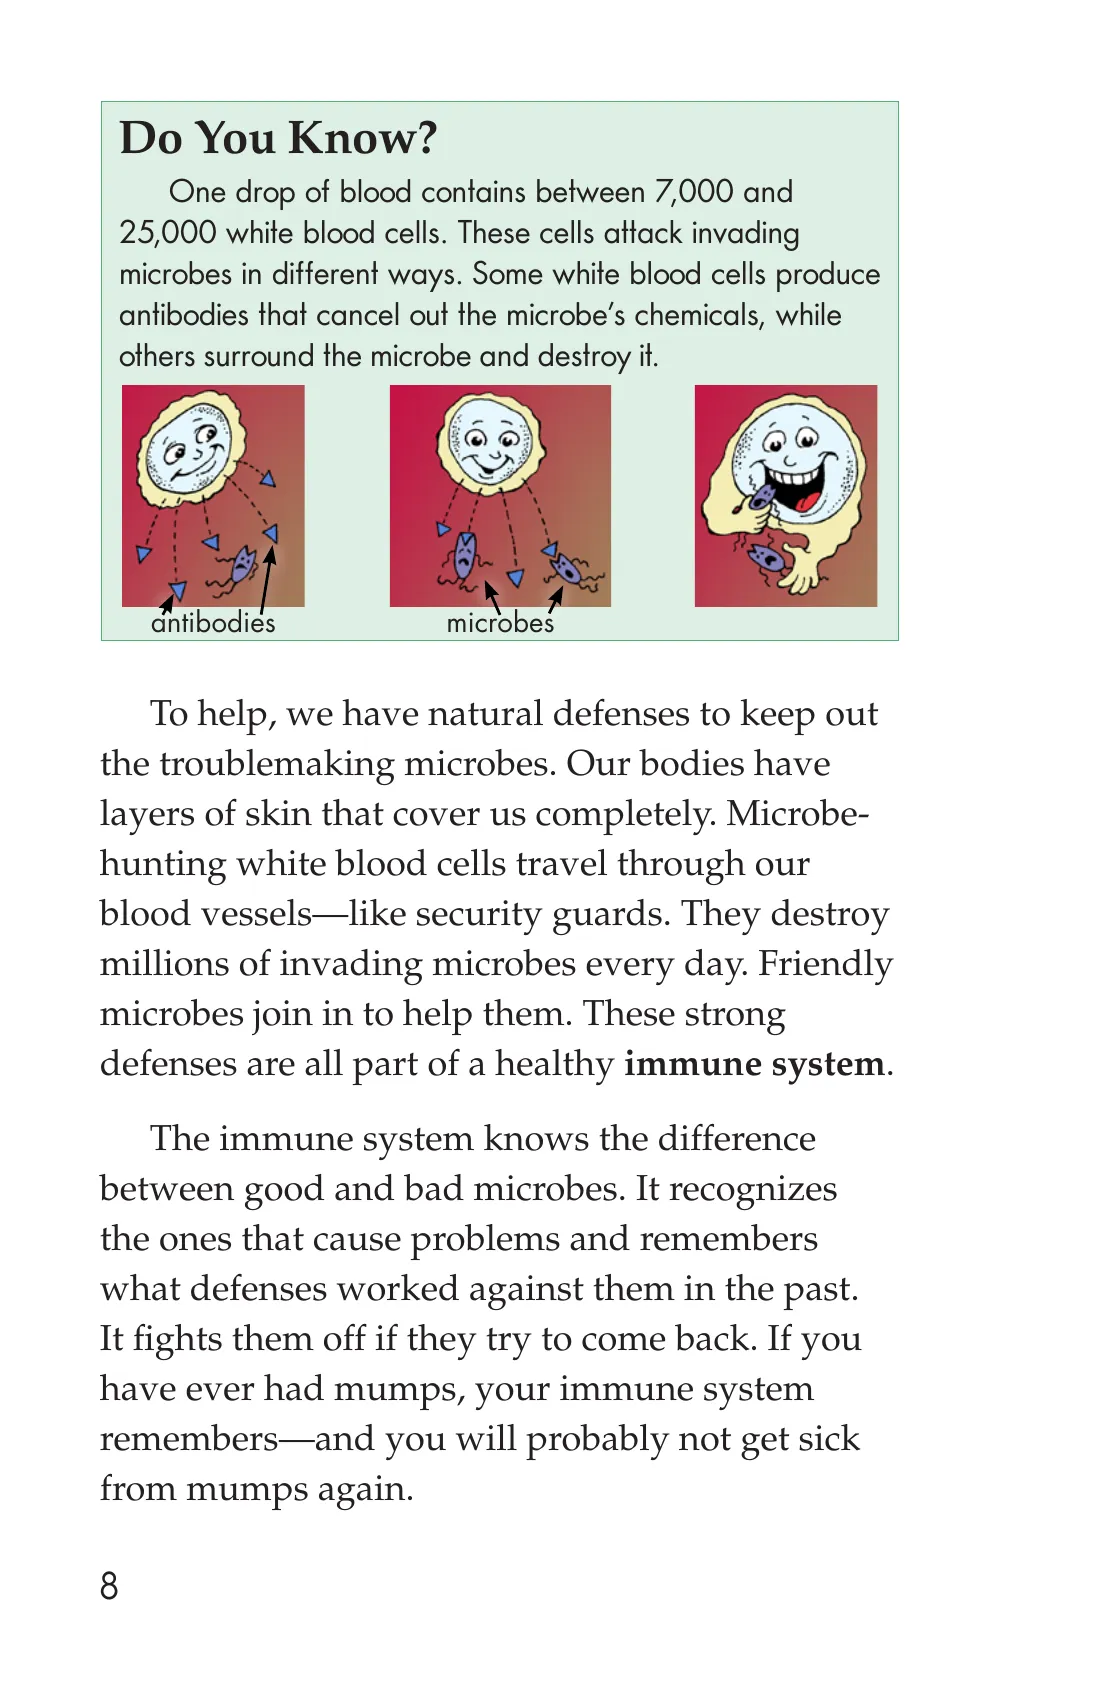 Do You Know?
One drop of blood contains between 7,000 and
25,000 white blood cells. These cells attack invading
microbes in different ways. Some white blood cells produce
antibodies that cancel out the microbe’s chemicals, while
others surround the microbe and destroy it.
antibodies
microbes
To help, we have natural defenses to keep out
the troublemaking microbes. Our bodies have
layers of skin that cover us completely. Microbe-
hunting white blood cells travel through our
blood vessels—like security guards. They destroy
millions of invading microbes every day. Friendly
microbes join in to help them. These strong
defenses are all part of a healthy immune system.
The immune system knows the difference
between good and bad microbes. It recognizes
the ones that cause problems and remembers
what defenses worked against them in the past.
It fights them off if they try to come back. If you
have ever had mumps, your immune system
remembers—and you will probably not get sick
from mumps again.
8